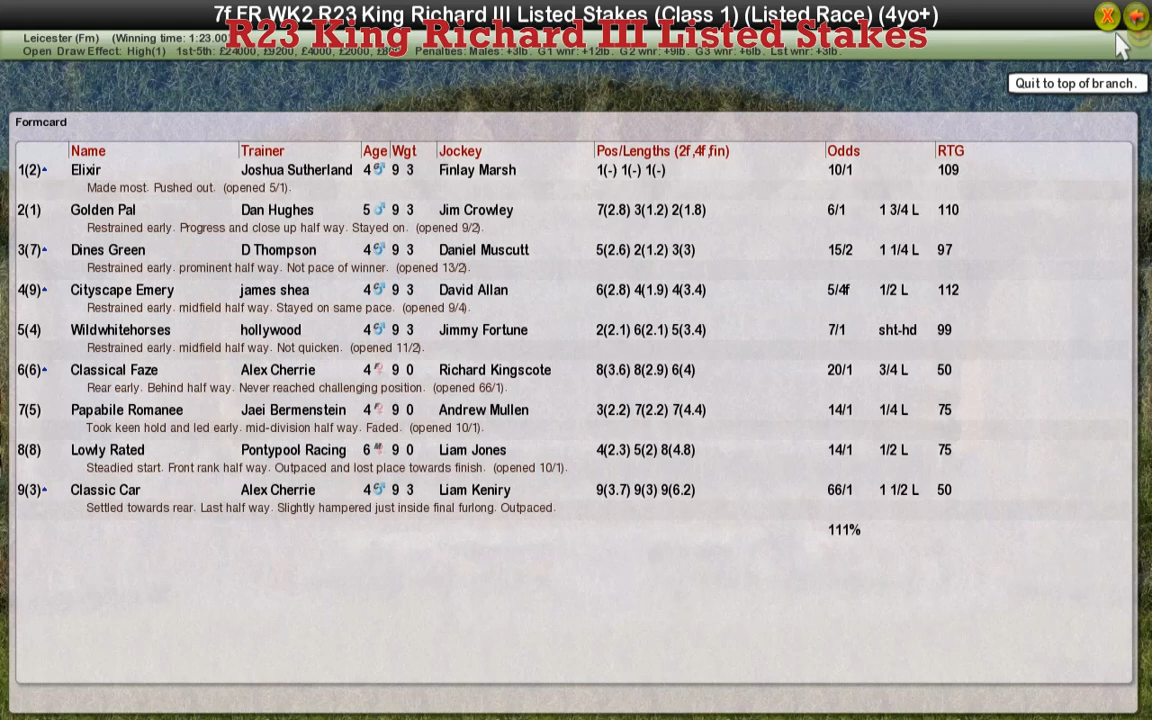 7f FR WK2 R23 King Richard III Listed Stakes (Class 1) (Listed Race) (4yo+)
R23 King Richard III Listed Stakes
Leicester (Fm) (Winning time: 1:23.00)
Open Draw Effect: High(1) 1st-5th: £24000, £9200, £4000, £2000, Penalties: Males: +3lb. G1 wnr: +12lb. G2 wnr: +9lb. G3 wnr: +6lb. Lst wnr: +3lb.
Quit to top of branch.
Formcard
Name Trainer Age Wgt Jockey Pos/Lengths (2f,4f,fin) Odds RTG
1(2) Elixir Joshua Sutherland 4 9 3 Finlay Marsh 1(-) 1(-) 1(-) 10/1 109
Made most. Pushed out. (opened 5/1).
2(1) Golden Pal Dan Hughes 5 9 3 Jim Crowley 7(2.8) 3(1.2) 2(1.8) 6/1 1 3/4 L 110
Restrained early. Progress and close up half way. Stayed on. (opened 9/2).
3(7) Dines Green D Thompson 4 9 3 Daniel Muscutt 5(2.6) 2(1.2) 3(3) 15/2 1 1/4 L 97
Restrained early. prominent half way. Not pace of winner. (opened 13/2).
4(9) Cityscape Emery james shea 4 9 3 David Allan 6(2.8) 4(1.9) 4(3.4) 5/4f 1/2 L 112
Restrained early. midfield half way. Stayed on same pace. (opened 9/4).
5(4) Wildwhitehorses hollywood 4 9 3 Jimmy Fortune 2(2.1) 6(2.1) 5(3.4) 7/1 sht-hd 99
Restrained early. midfield half way. Not quicken. (opened 11/2).
6(6) Classical Faze Alex Cherrie 4 9 0 Richard Kingscote 8(3.6) 8(2.9) 6(4) 20/1 3/4 L 50
Rear early. Behind half way. Never reached challenging position. (opened 66/1).
7(5) Papabile Romanee Jaei Bermenstein 4 9 0 Andrew Mullen 3(2.2) 7(2.2) 7(4.4) 14/1 1/4 L 75
Took keen hold and led early. mid-division half way. Faded. (opened 10/1).
8(8) Lowly Rated Pontypool Racing 6 9 0 Liam Jones 4(2.3) 5(2) 8(4.8) 14/1 1/2 L 75
Steadied start. Front rank half way. Outpaced and lost place towards finish. (opened 10/1).
9(3) Classic Car Alex Cherrie 4 9 3 Liam Keniry 9(3.7) 9(3) 9(6.2) 66/1 1 1/2 L 50
Settled towards rear. Last half way. Slightly hampered just inside final furlong. Outpaced.
111%